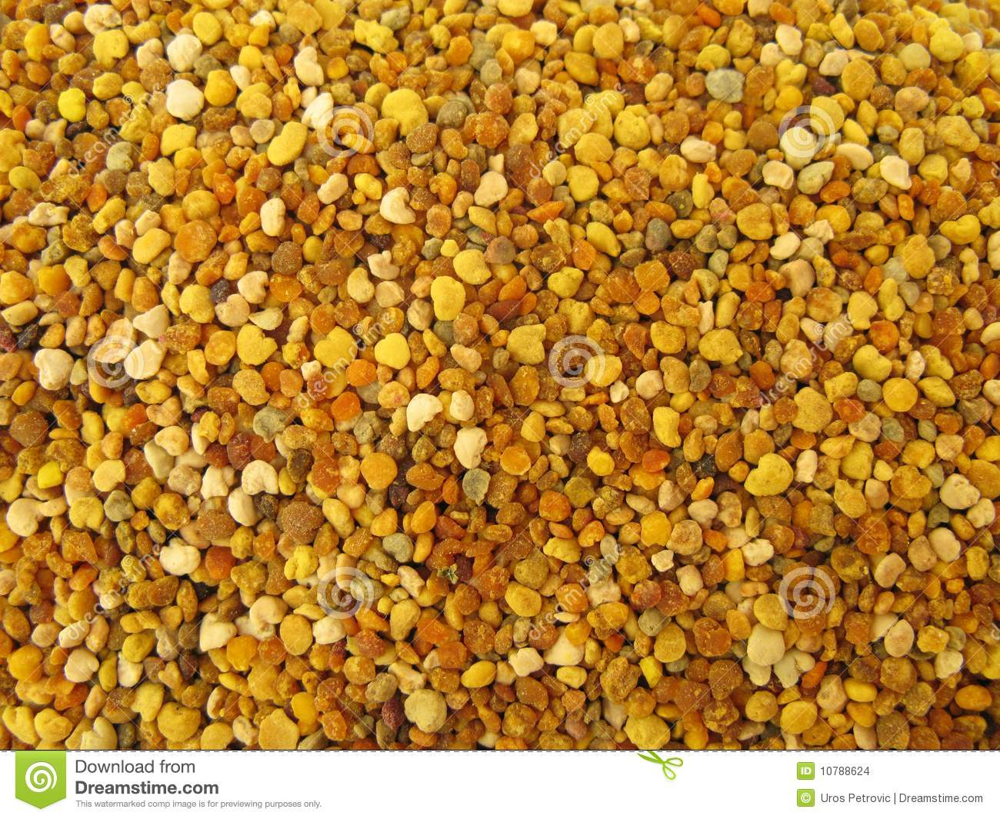 Download from
Dreamstime.com
This watermarked comp image is for previewing purposes only.
ID 10788624
© Uros Petrovic | Dreamstime.com